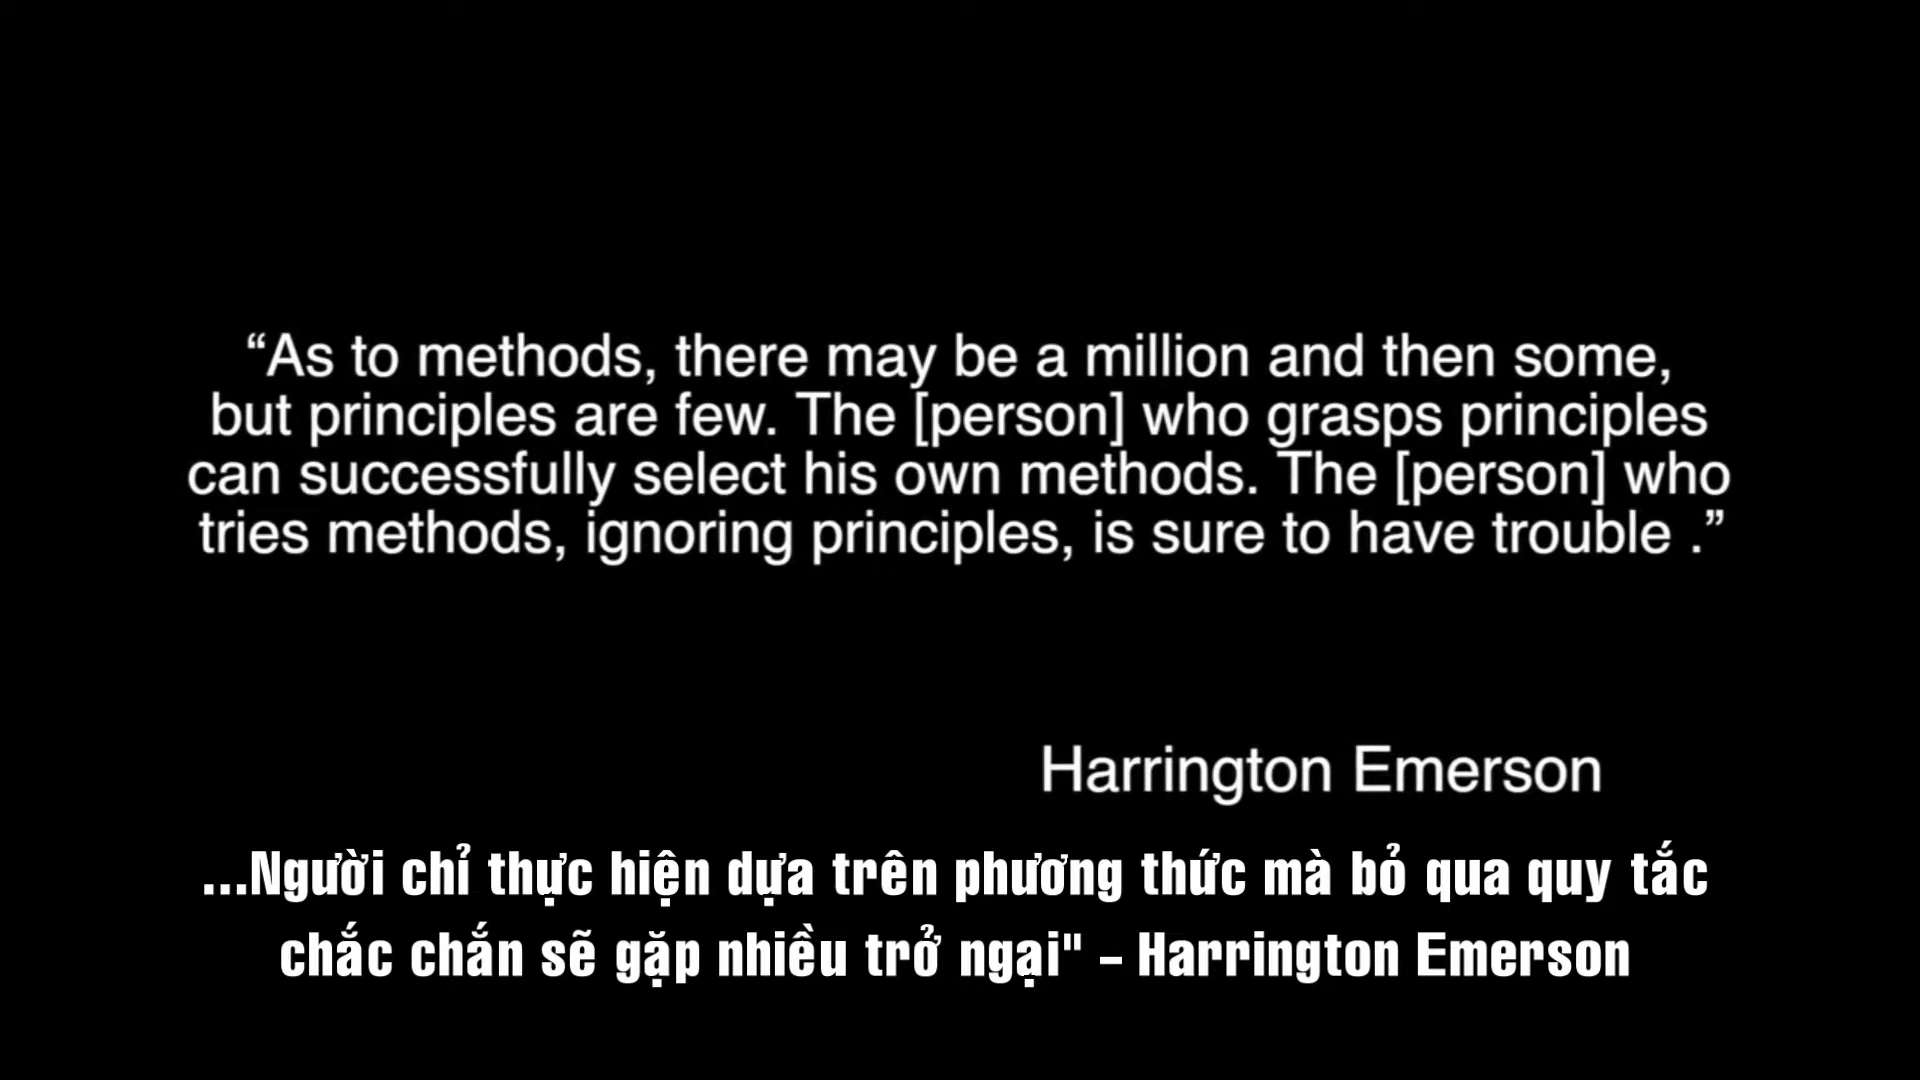 “As to methods, there may be a million and then some,
but principles are few. The [person] who grasps principles
can successfully select his own methods. The [person] who
tries methods, ignoring principles, is sure to have trouble .”
Harrington Emerson
...Người chỉ thực hiện dựa trên phương thức mà bỏ qua quy tắc
chắc chắn sẽ gặp nhiều trở ngại" – Harrington Emerson